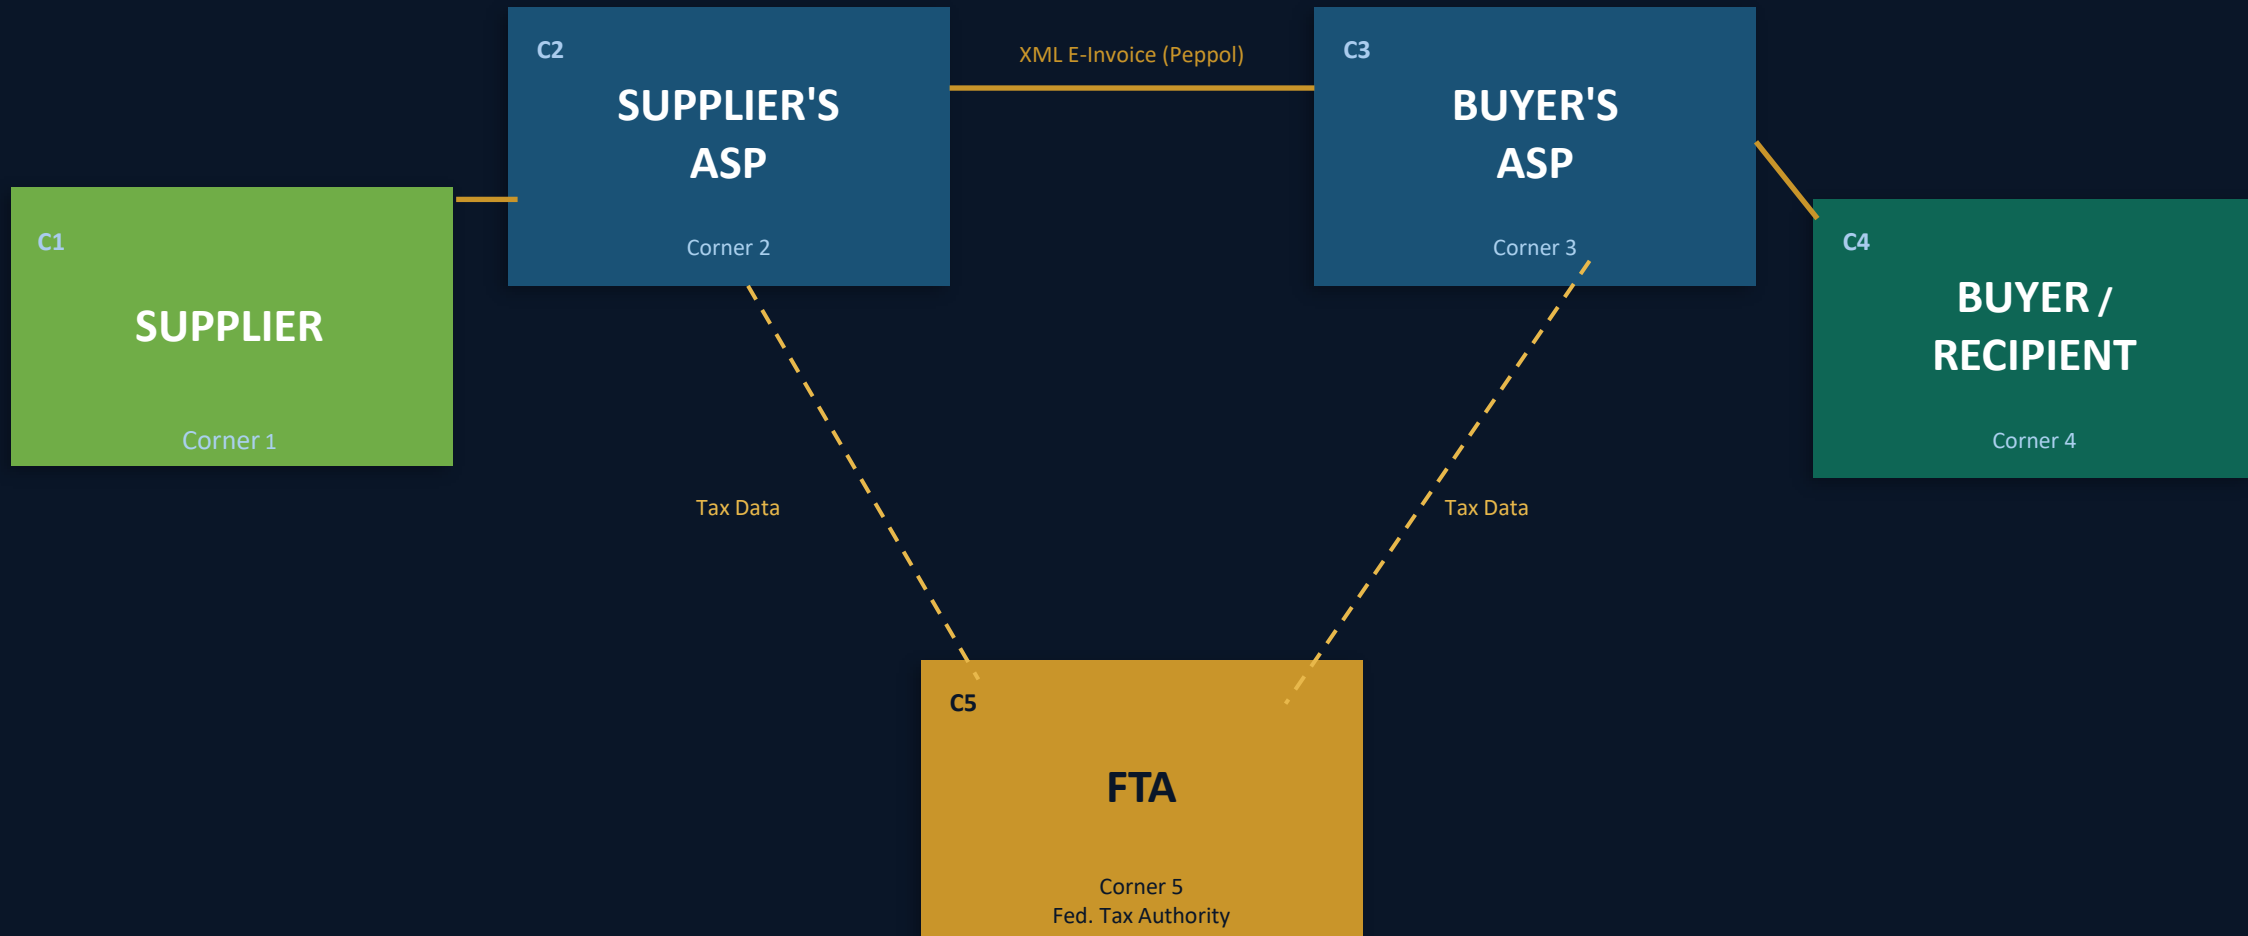 C1
SUPPLIER
Corner 1
C2
SUPPLIER'S
ASP
Corner 2
XML E-Invoice (Peppol)
C3
BUYER'S
ASP
Corner 3
C4
BUYER /
RECIPIENT
Corner 4
Tax Data
Tax Data
C5
FTA
Corner 5
Fed. Tax Authority